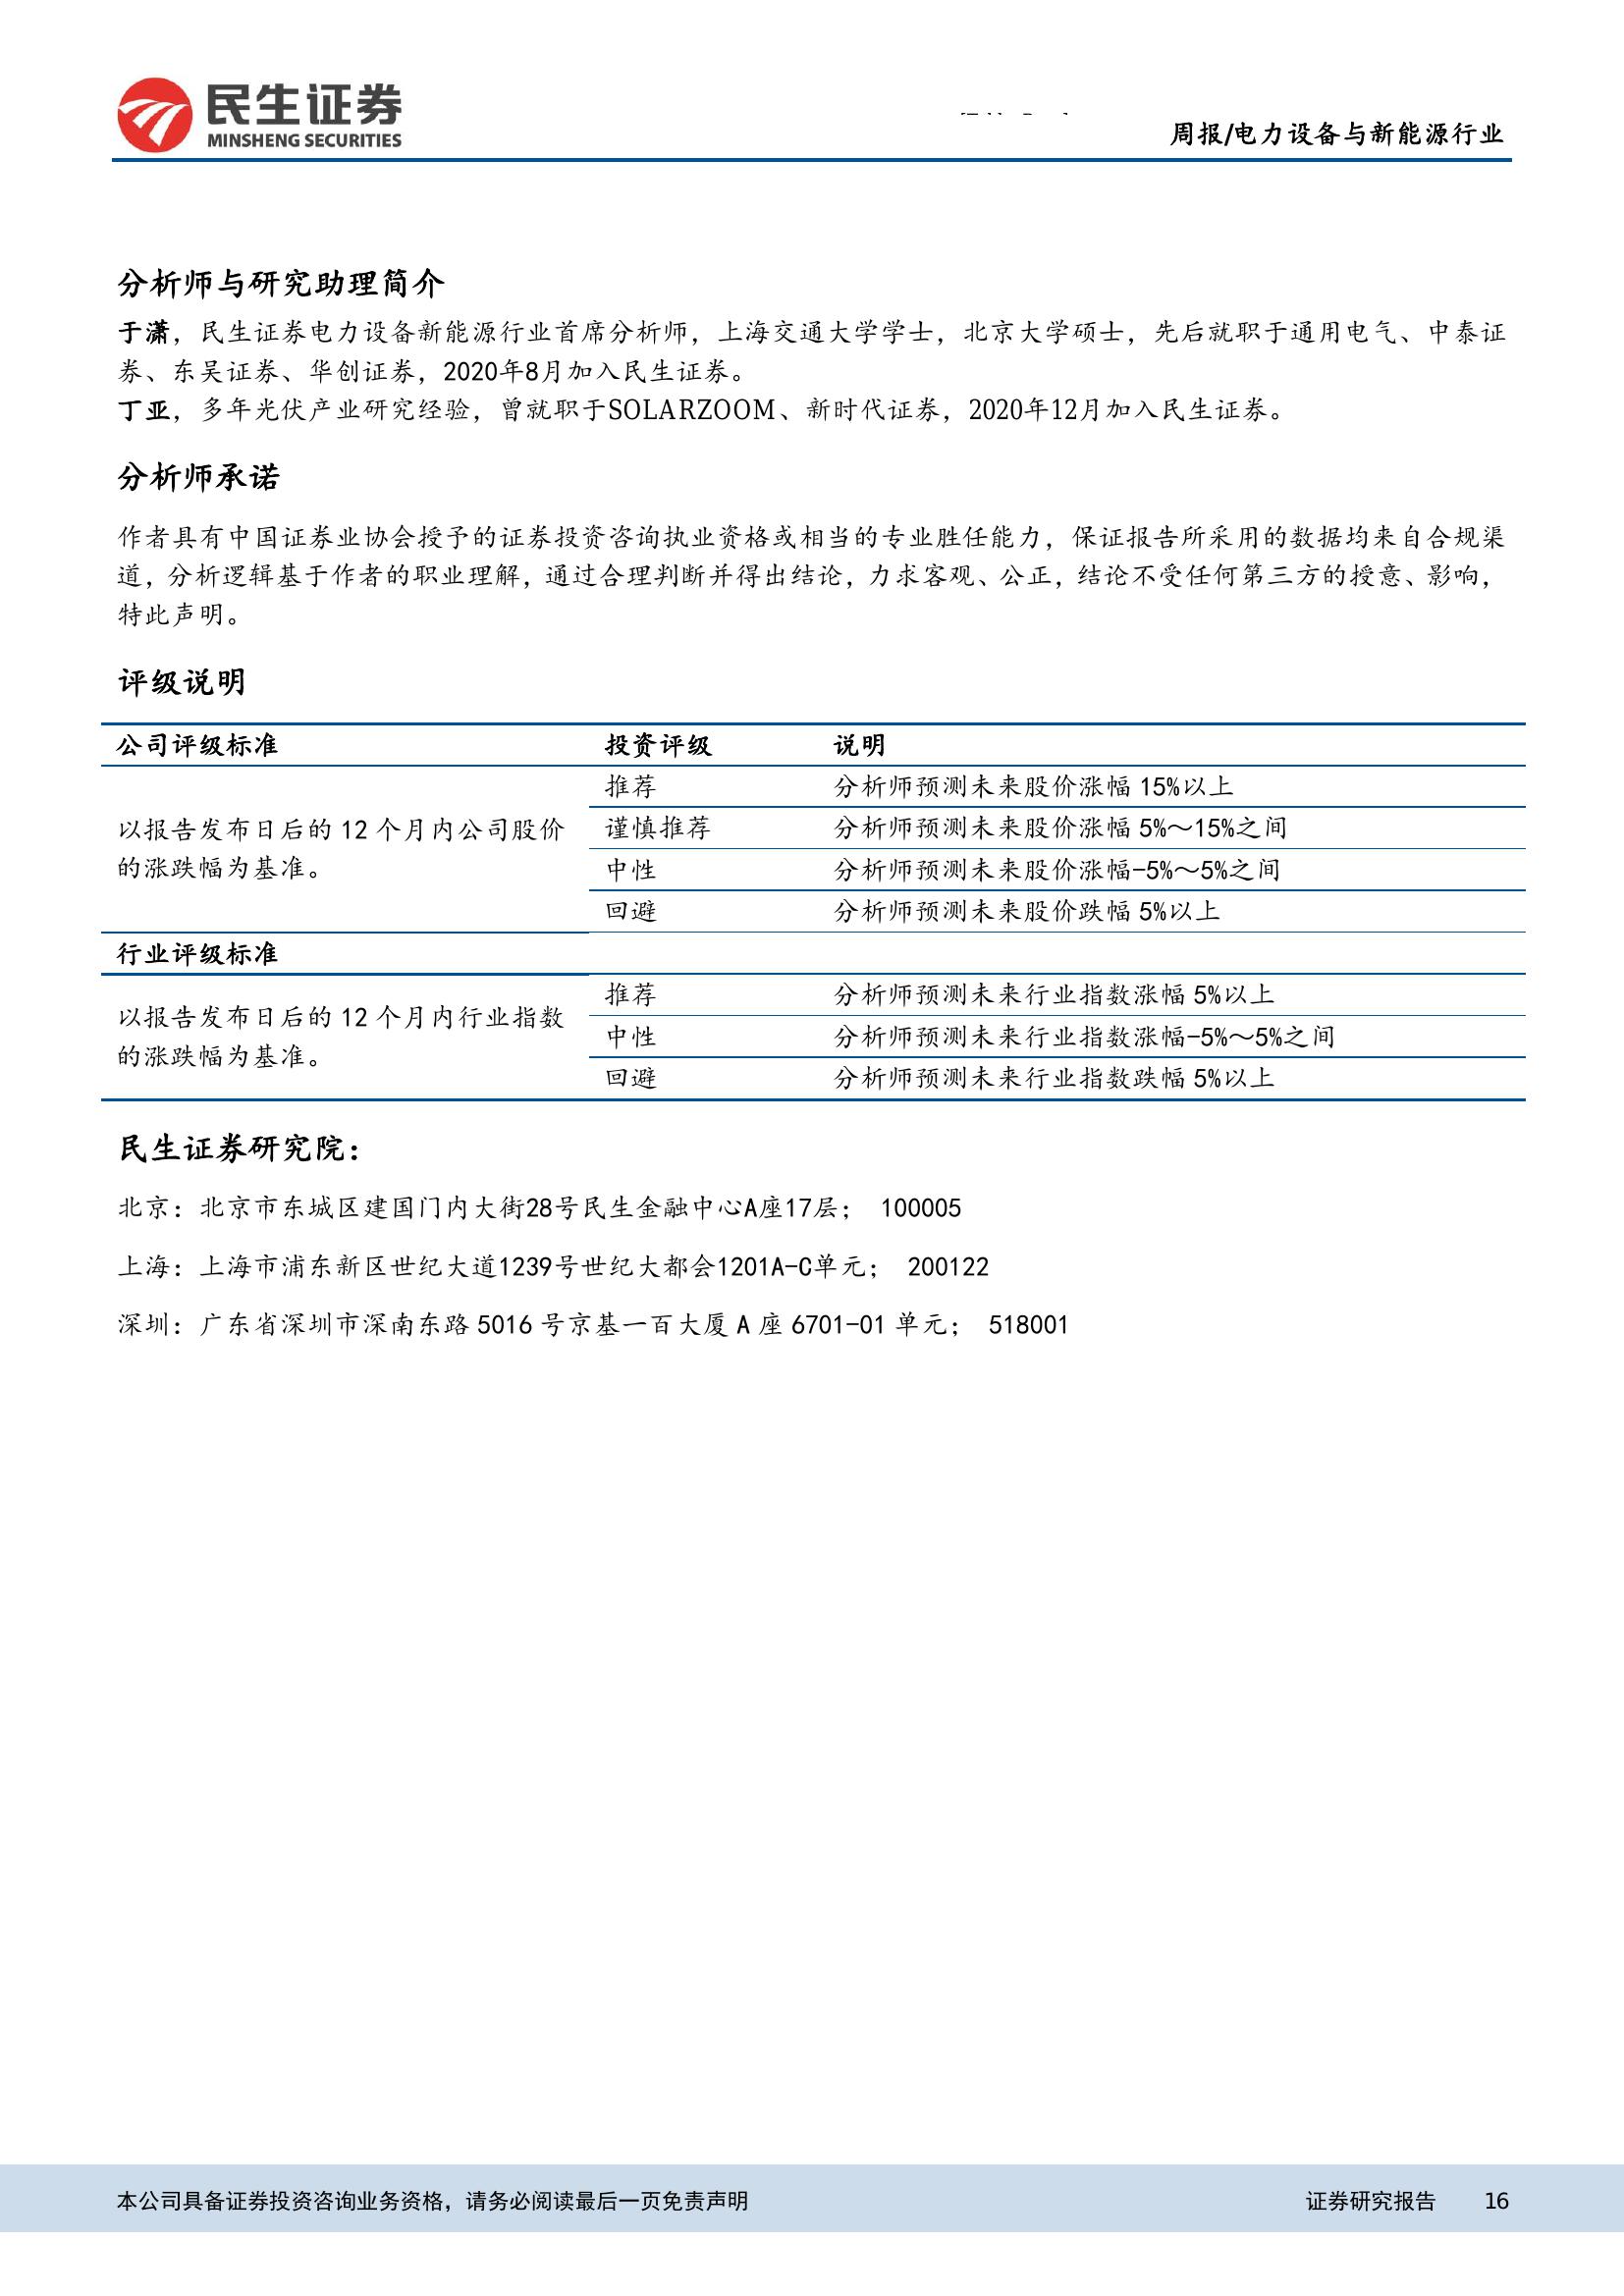 民生证券
MINSHENG SECURITIES
周报/电力设备与新能源行业
分析师与研究助理简介
于潇，民生证券电力设备新能源行业首席分析师，上海交通大学学士，北京大学硕士，先后就职于通用电气、中泰证
券、东吴证券、华创证券，2020年8月加入民生证券。
丁亚，多年光伏产业研究经验，曾就职于SOLARZOOM、新时代证券，2020年12月加入民生证券。
分析师承诺
作者具有中国证券业协会授予的证券投资咨询执业资格或相当的专业胜任能力，保证报告所采用的数据均来自合规渠
道，分析逻辑基于作者的职业理解，通过合理判断并得出结论，力求客观、公正，结论不受任何第三方的授意、影响，
特此声明。
评级说明
公司评级标准 投资评级 说明
以报告发布日后的 12 个月内公司股价
的涨跌幅为基准。
推荐 分析师预测未来股价涨幅 15%以上
谨慎推荐 分析师预测未来股价涨幅 5%～15%之间
中性 分析师预测未来股价涨幅-5%～5%之间
回避 分析师预测未来股价跌幅 5%以上
行业评级标准
以报告发布日后的 12 个月内行业指数
的涨跌幅为基准。
推荐 分析师预测未来行业指数涨幅 5%以上
中性 分析师预测未来行业指数涨幅-5%～5%之间
回避 分析师预测未来行业指数跌幅 5%以上
民生证券研究院：
北京：北京市东城区建国门内大街28号民生金融中心A座17层； 100005
上海：上海市浦东新区世纪大道1239号世纪大都会1201A-C单元； 200122
深圳：广东省深圳市深南东路 5016 号京基一百大厦 A 座 6701-01 单元； 518001
本公司具备证券投资咨询业务资格，请务必阅读最后一页免责声明 证券研究报告 16